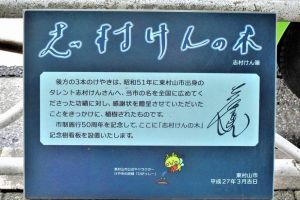 志村けんの木
志村けん筆
後方の3本のけやきは、昭和51年に東村山市出身の
タレント志村けんさんへ、当市の名を全国に広めてく
ださった功績に対し、感謝状を贈呈させていただいた
ことをきっかけに、植樹されたものです。
市制施行50周年を記念して、ここに「志村けんの木」
記念樹看板を設置いたします。
東村山市
平成27年3月吉日